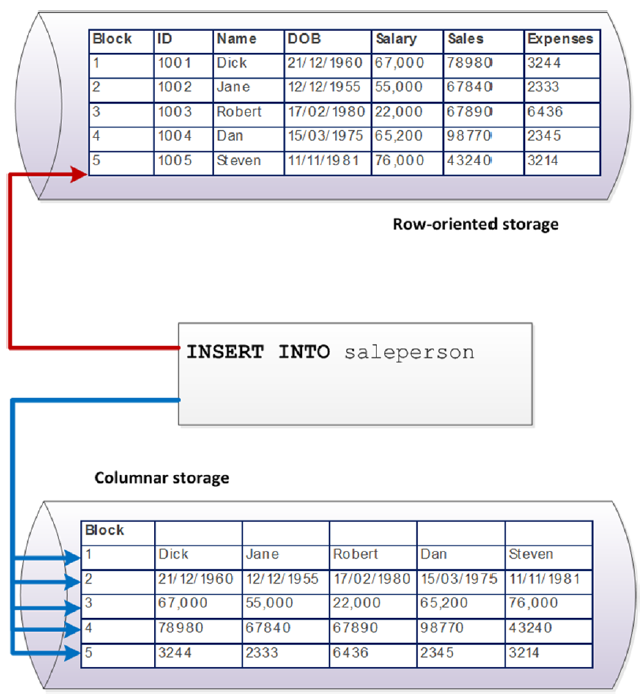 Block ID Name DOB Salary Sales Expenses
1 1001 Dick 21/12/1960 67,000 78980 3244
2 1002 Jane 12/12/1955 55,000 67840 2333
3 1003 Robert 17/02/1980 22,000 67890 6436
4 1004 Dan 15/03/1975 65,200 98770 2345
5 1005 Steven 11/11/1981 76,000 43240 3214
Row-oriented storage
INSERT INTO saleperson
Columnar storage
Block
1 Dick Jane Robert Dan Steven
2 21/12/1960 12/12/1955 17/02/1980 15/03/1975 11/11/1981
3 67,000 55,000 22,000 65,200 76,000
4 78980 67840 67890 98770 43240
5 3244 2333 6436 2345 3214